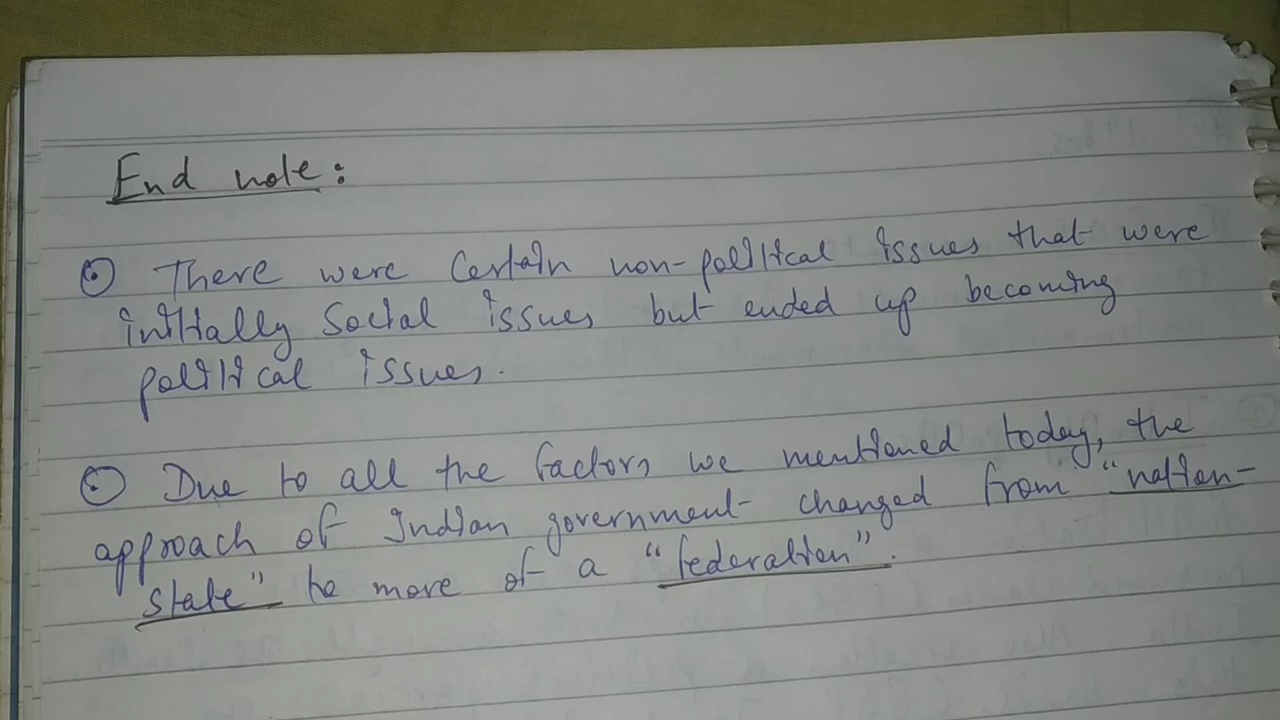 End note:
⊙ There were certain non-political issues that were
initially social issues but ended up becoming
political issues.
⊙ Due to all the factors we mentioned today, the
approach of Indian government changed from "nation-
state" to more of a "federation".